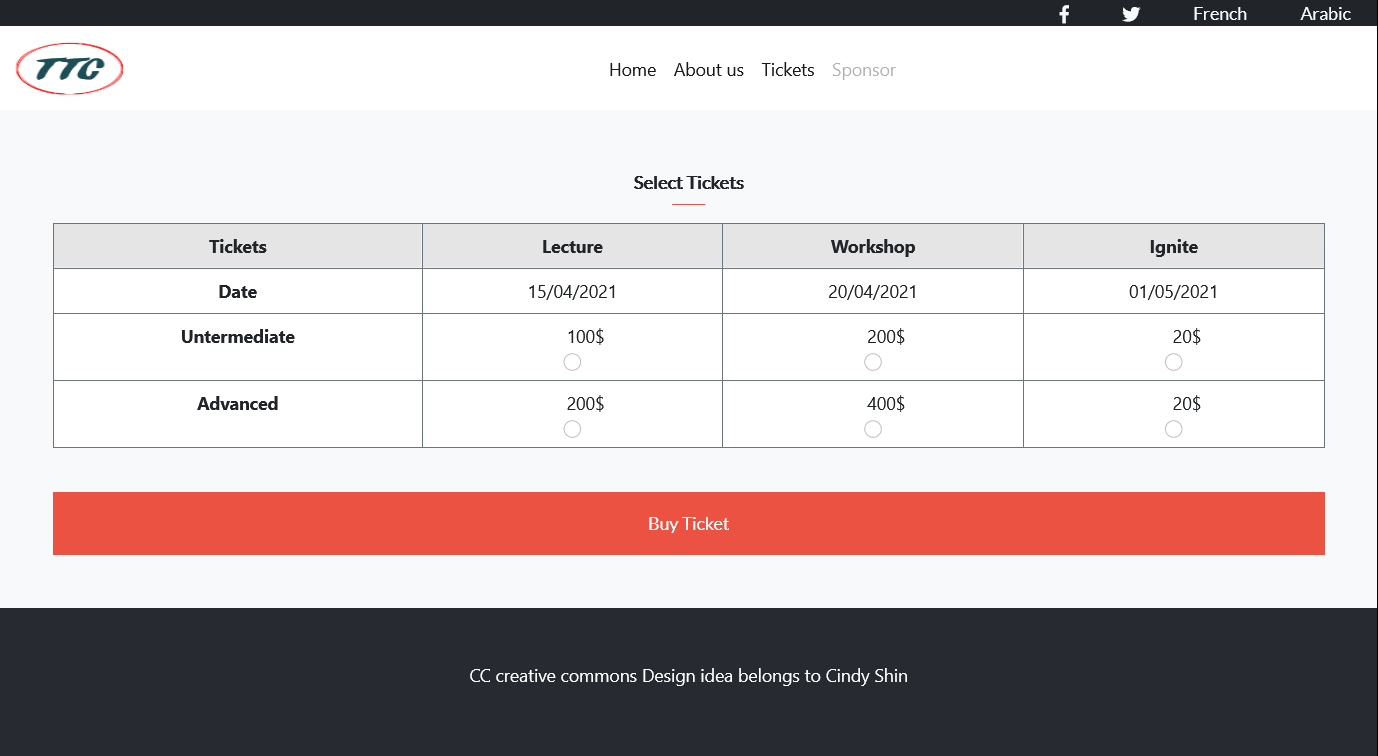 French Arabic
TTC
Home About us Tickets Sponsor
Select Tickets
Tickets Lecture Workshop Ignite
Date 15/04/2021 20/04/2021 01/05/2021
Untermediate 100$ 200$ 20$
Advanced 200$ 400$ 20$
Buy Ticket
CC creative commons Design idea belongs to Cindy Shin